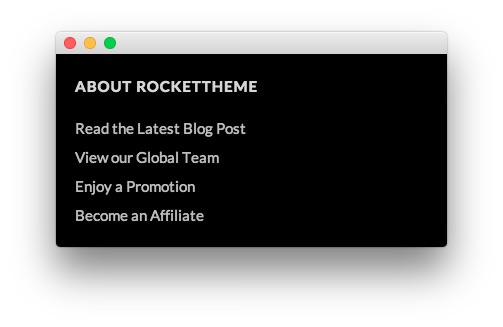 ABOUT ROCKETTHEME
Read the Latest Blog Post
View our Global Team
Enjoy a Promotion
Become an Affiliate